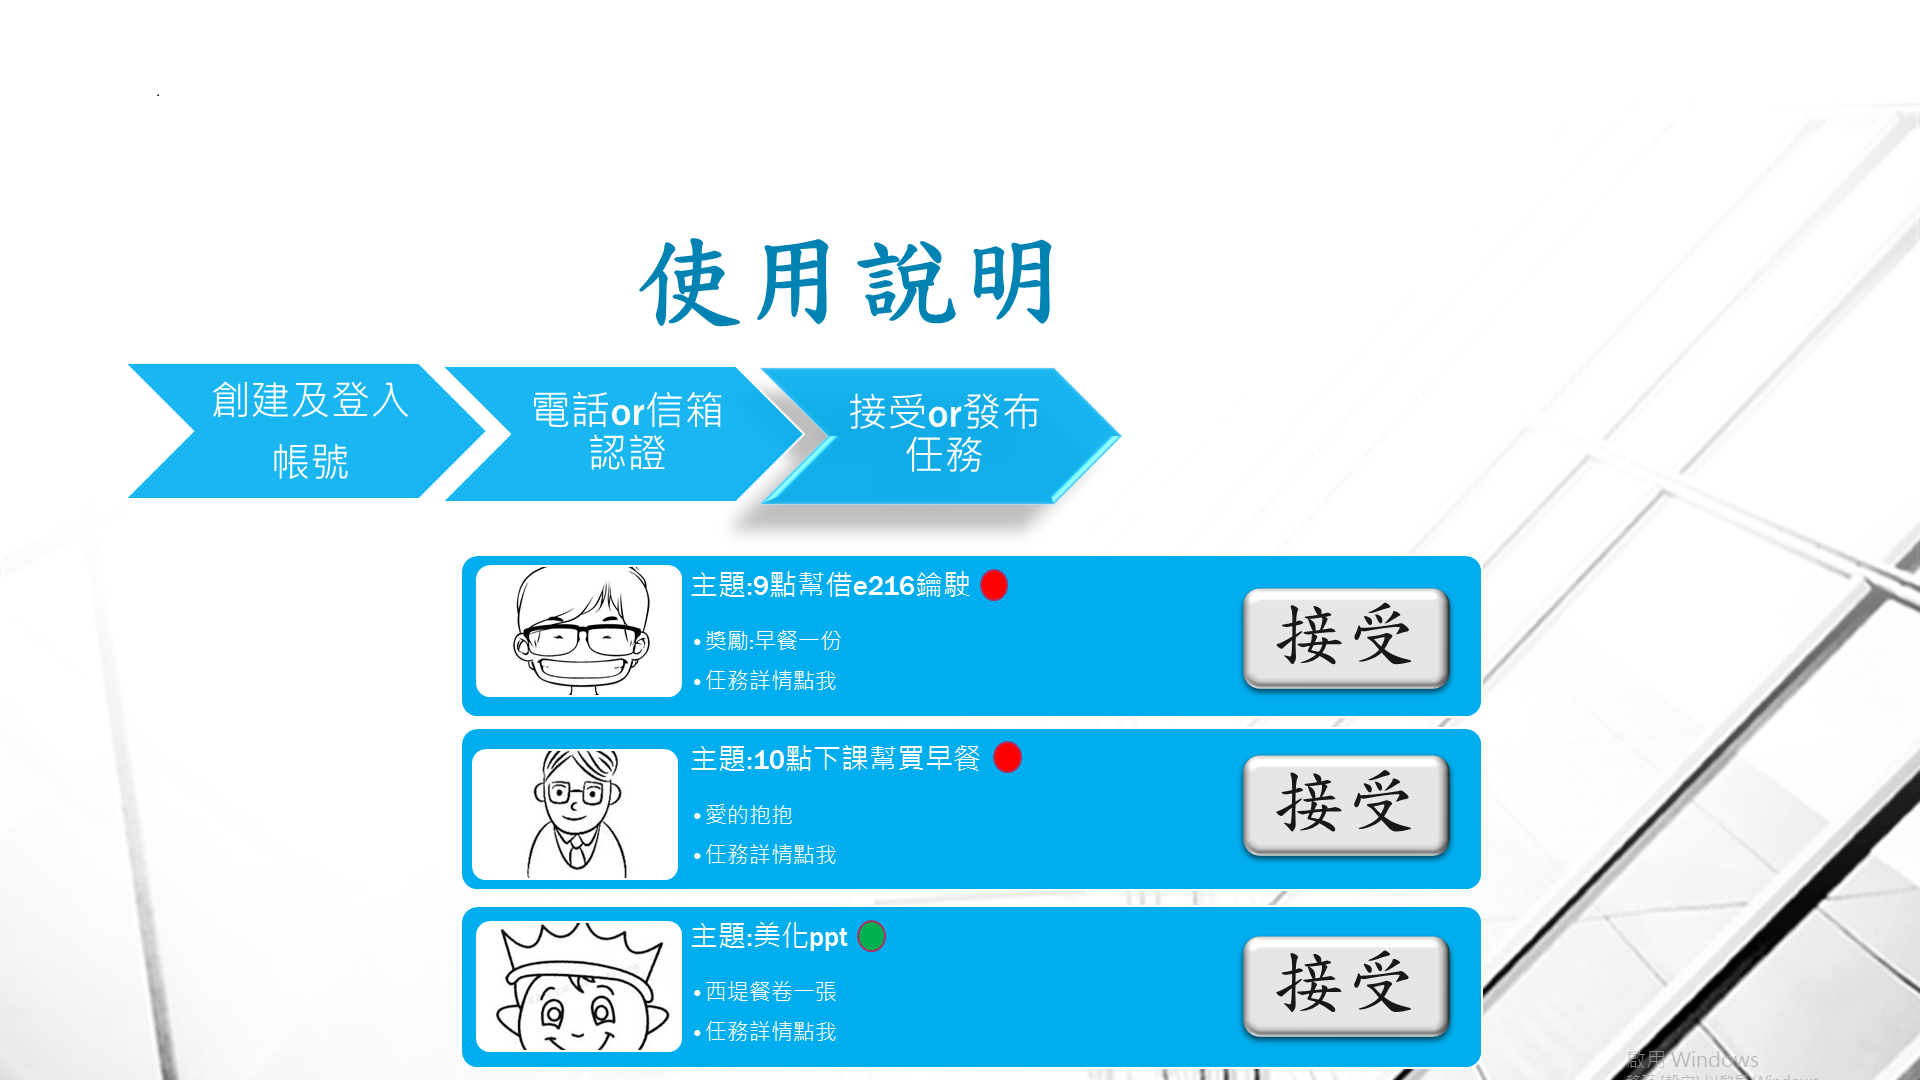 使用說明
創建及登入
帳號
電話or信箱
認證
接受or發布
任務
主題:9點幫借e216鑰駛
•獎勵:早餐一份
•任務詳情點我
接受
主題:10點下課幫買早餐
•愛的抱抱
•任務詳情點我
接受
主題:美化ppt
•西堤餐卷一張
•任務詳情點我
接受
啟用 Windows